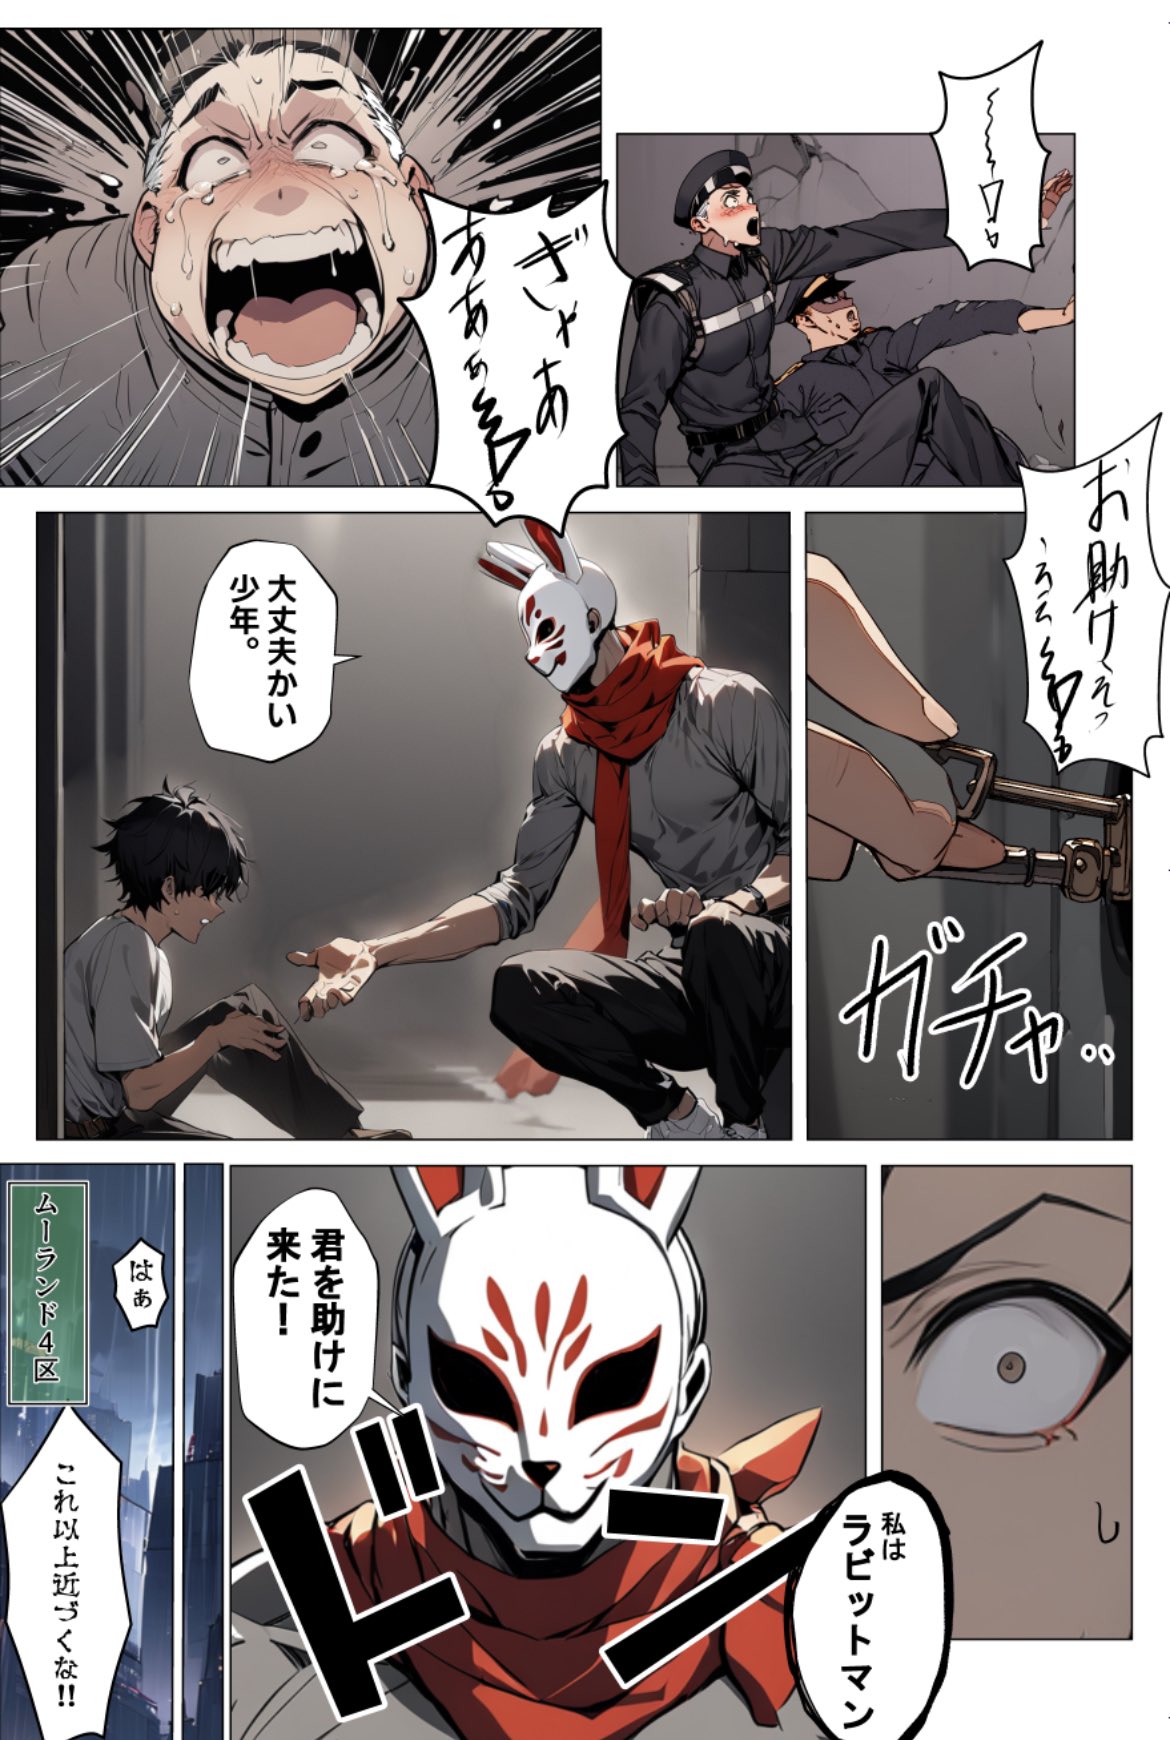 ぎゃあ
あああぁ
お助けぇっ
ガチャ
大丈夫かい
少年。
私は
ラビットマン
君を助けに
来た！
ドン
はぁ
ムーランド4区
これ以上近づくな!!